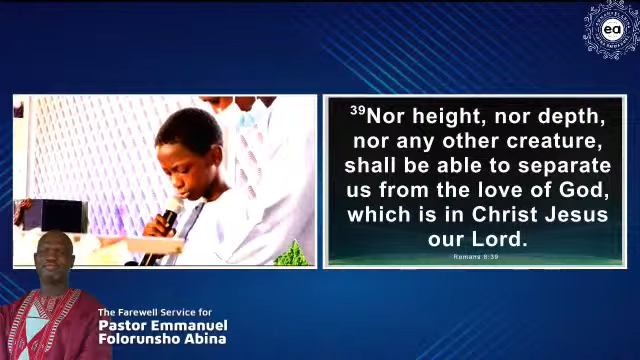 ea
39Nor height, nor depth,
nor any other creature,
shall be able to separate
us from the love of God,
which is in Christ Jesus
our Lord.
Romans 8:39
The Farewell Service for
Pastor Emmanuel
Folorunsho Abina